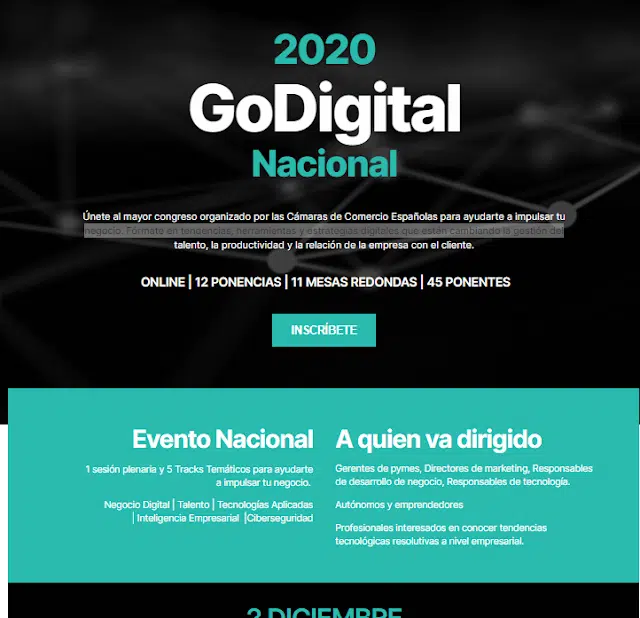 2020
GoDigital
Nacional
Únete al mayor congreso organizado por las Cámaras de Comercio Españolas para ayudarte a impulsar tu
negocio. Fórmate en tendencias, herramientas y estrategias digitales que están cambiando la gestión del
talento, la productividad y la relación de la empresa con el cliente.
ONLINE | 12 PONENCIAS | 11 MESAS REDONDAS | 45 PONENTES
INSCRÍBETE
Evento Nacional
1 sesión plenaria y 5 Tracks Temáticos para ayudarte
a impulsar tu negocio.
Negocio Digital | Talento | Tecnologías Aplicadas
| Inteligencia Empresarial |Ciberseguridad
A quien va dirigido
Gerentes de pymes, Directores de marketing, Responsables
de desarrollo de negocio, Responsables de tecnología.
Autónomos y emprendedores
Profesionales interesados en conocer tendencias
tecnológicas resolutivas a nivel empresarial.
2 DICIEMBRE